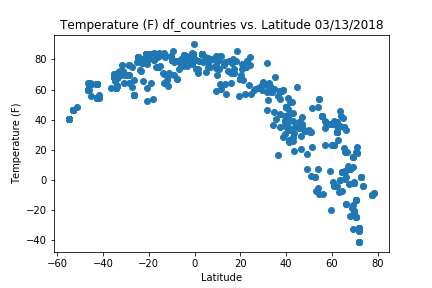 Temperature (F) df_countries vs. Latitude 03/13/2018
Temperature (F)
80
60
40
20
0
−20
−40
−60 −40 −20 0 20 40 60 80
Latitude